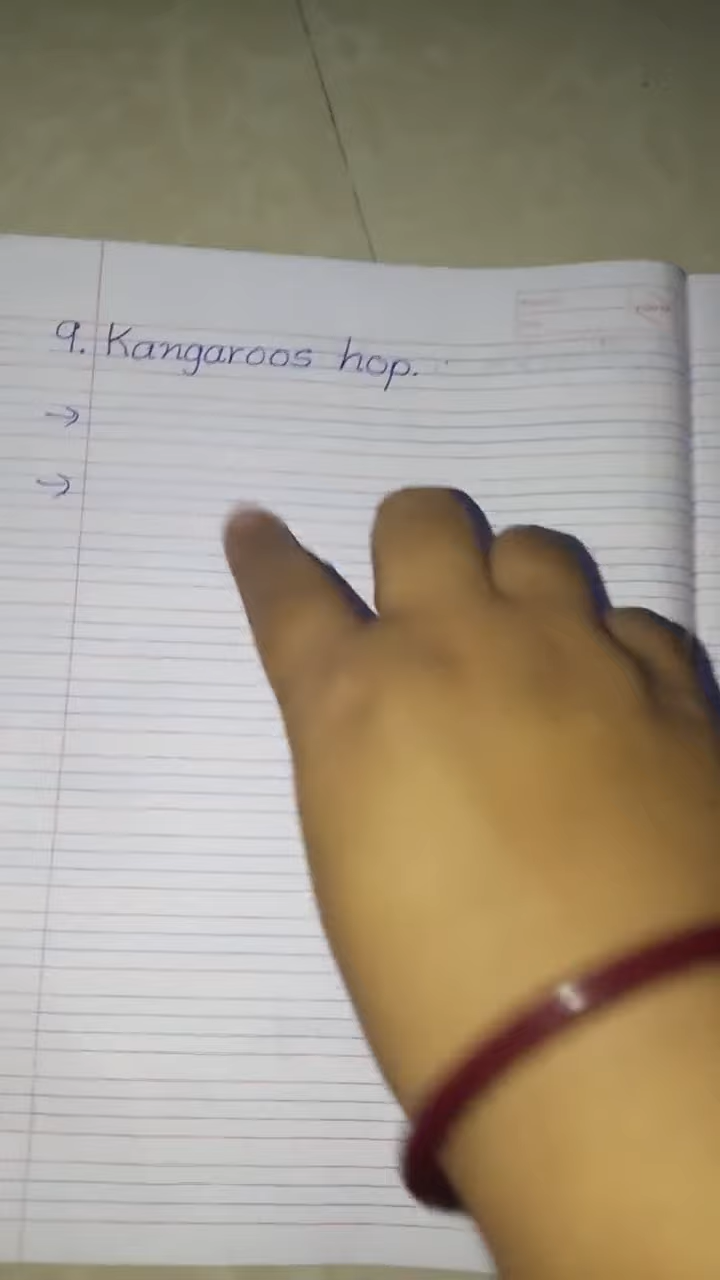 9. Kangaroos hop.
→
→